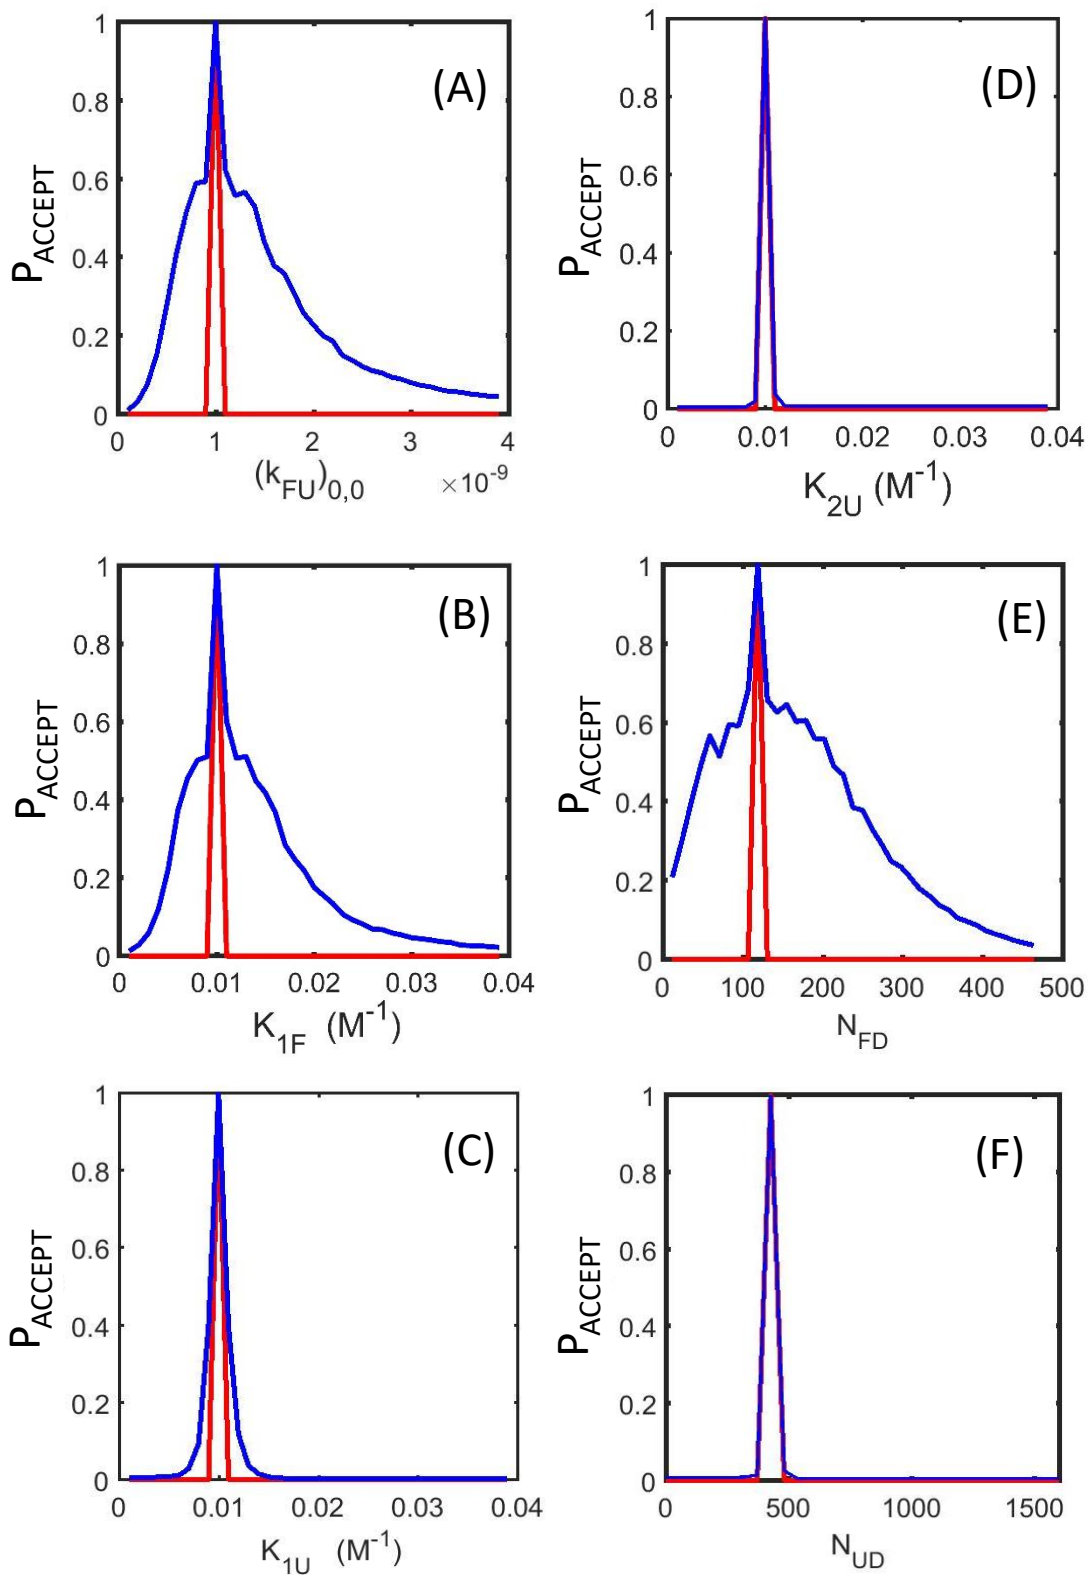 (A)
P_ACCEPT
1
0.8
0.6
0.4
0.2
0
0 1 2 3 4
(k_FU)_0,0 ×10^-9
(D)
P_ACCEPT
1
0.8
0.6
0.4
0.2
0
0 0.01 0.02 0.03 0.04
K_2U (M^-1)
(B)
P_ACCEPT
1
0.8
0.6
0.4
0.2
0
0 0.01 0.02 0.03 0.04
K_1F (M^-1)
(E)
P_ACCEPT
1
0.8
0.6
0.4
0.2
0
0 100 200 300 400 500
N_FD
(C)
P_ACCEPT
1
0.8
0.6
0.4
0.2
0
0 0.01 0.02 0.03 0.04
K_1U (M^-1)
(F)
P_ACCEPT
1
0.8
0.6
0.4
0.2
0
0 500 1000 1500
N_UD